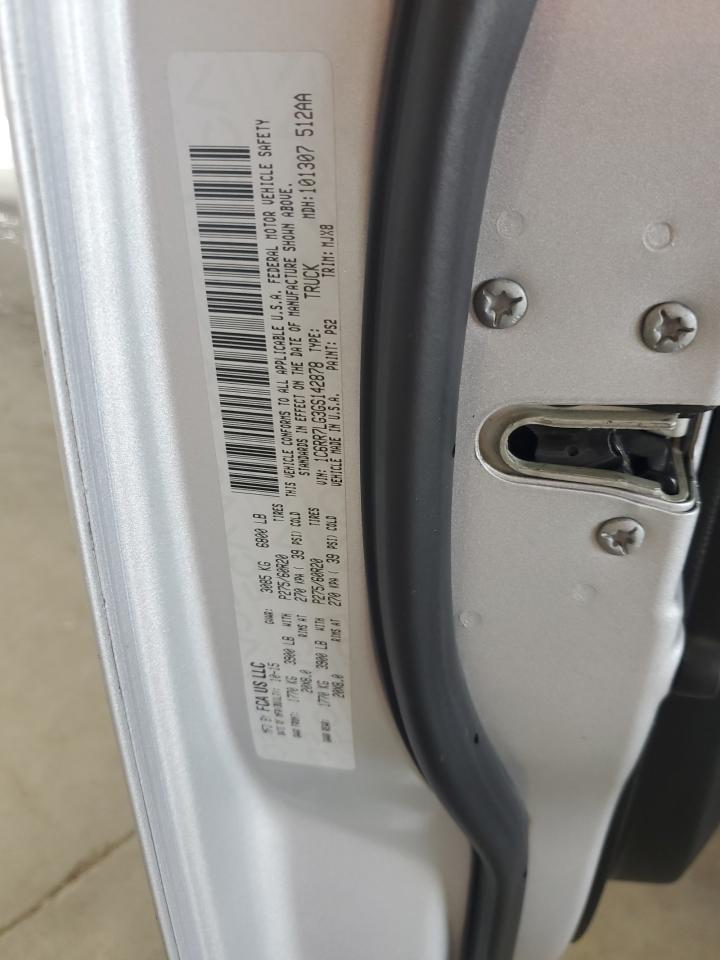 MFD BY: FCA US LLC
DATE OF MFR(BUILT): 10-15 GVWR: 3085 KG 6800 LB
GAWR FRONT: 1770 KG 3900 LB WITH P275/60R20 TIRES
20X8.0 RIMS AT 270 KPA ( 39 PSI) COLD
GAWR REAR: 1770 KG 3900 LB WITH P275/60R20 TIRES
20X8.0 RIMS AT 270 KPA ( 39 PSI) COLD
THIS VEHICLE CONFORMS TO ALL APPLICABLE U.S.A. FEDERAL MOTOR VEHICLE SAFETY
STANDARDS IN EFFECT ON THE DATE OF MANUFACTURE SHOWN ABOVE.
VIN: 1C6RR7LG3GS142878 TYPE: TRUCK MDH:101307 512AA
VEHICLE MADE IN U.S.A. PAINT: PS2 TRIM: MJX8